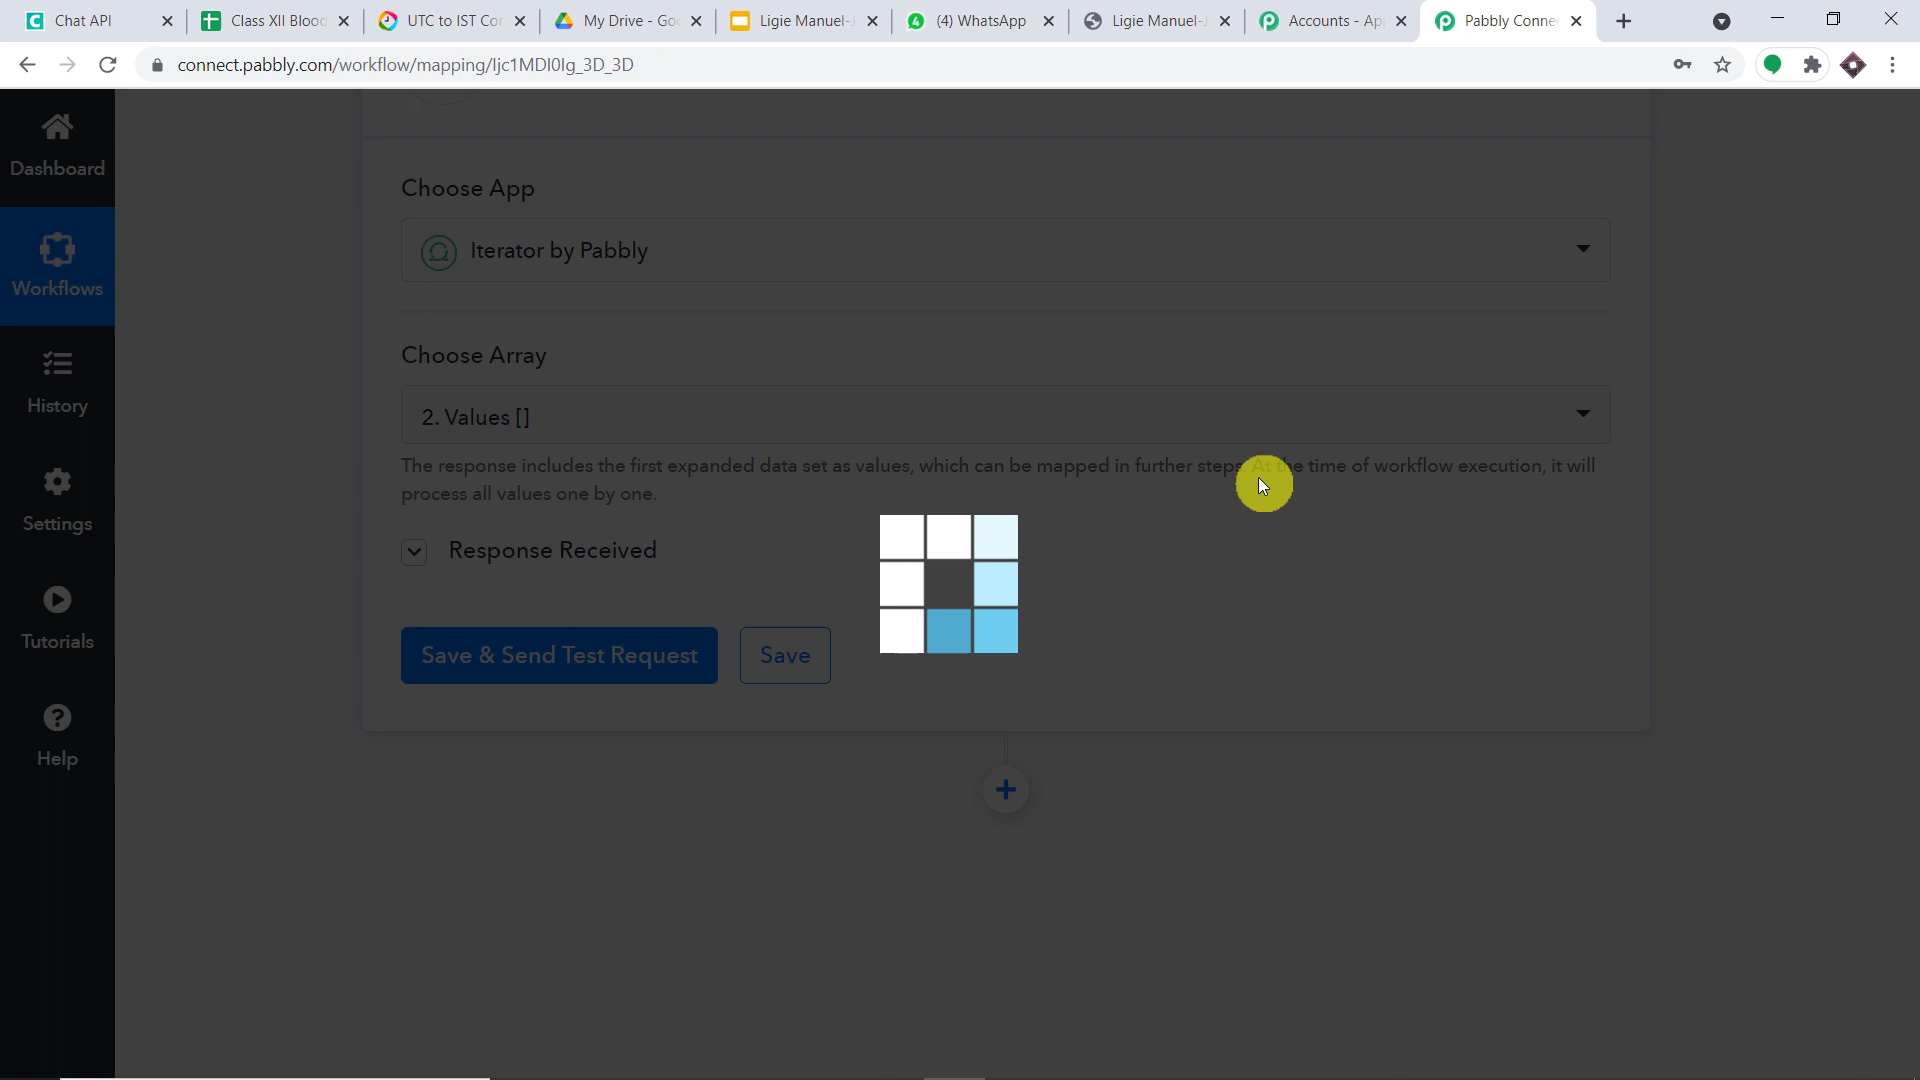 Chat API
Class XII Blood
UTC to IST Con
My Drive - Go
Ligie Manuel-J
(4) WhatsApp
Ligie Manuel-J
Accounts - Ap
Pabbly Connec
connect.pabbly.com/workflow/mapping/Ijc1MDI0Ig_3D_3D
Dashboard
Workflows
History
Settings
Tutorials
Help
Choose App
Iterator by Pabbly
Choose Array
2. Values []
The response includes the first expanded data set as values, which can be mapped in further steps. At the time of workflow execution, it will
process all values one by one.
Response Received
Save & Send Test Request
Save